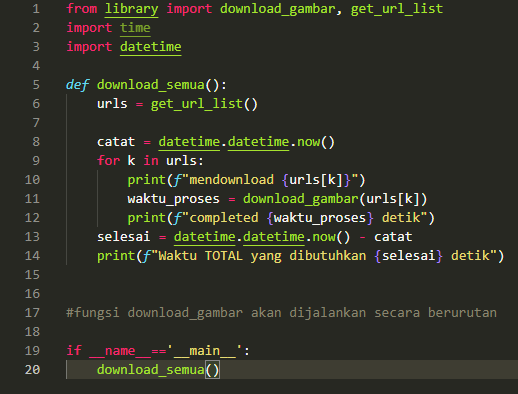 1 from library import download_gambar, get_url_list
2 import time
3 import datetime
4
5 def download_semua():
6     urls = get_url_list()
7
8     catat = datetime.datetime.now()
9     for k in urls:
10         print(f"mendownload {urls[k]}")
11         waktu_proses = download_gambar(urls[k])
12         print(f"completed {waktu_proses} detik")
13     selesai = datetime.datetime.now() - catat
14     print(f"Waktu TOTAL yang dibutuhkan {selesai} detik")
15
16
17 #fungsi download_gambar akan dijalankan secara berurutan
18
19 if __name__=='__main__':
20     download_semua()